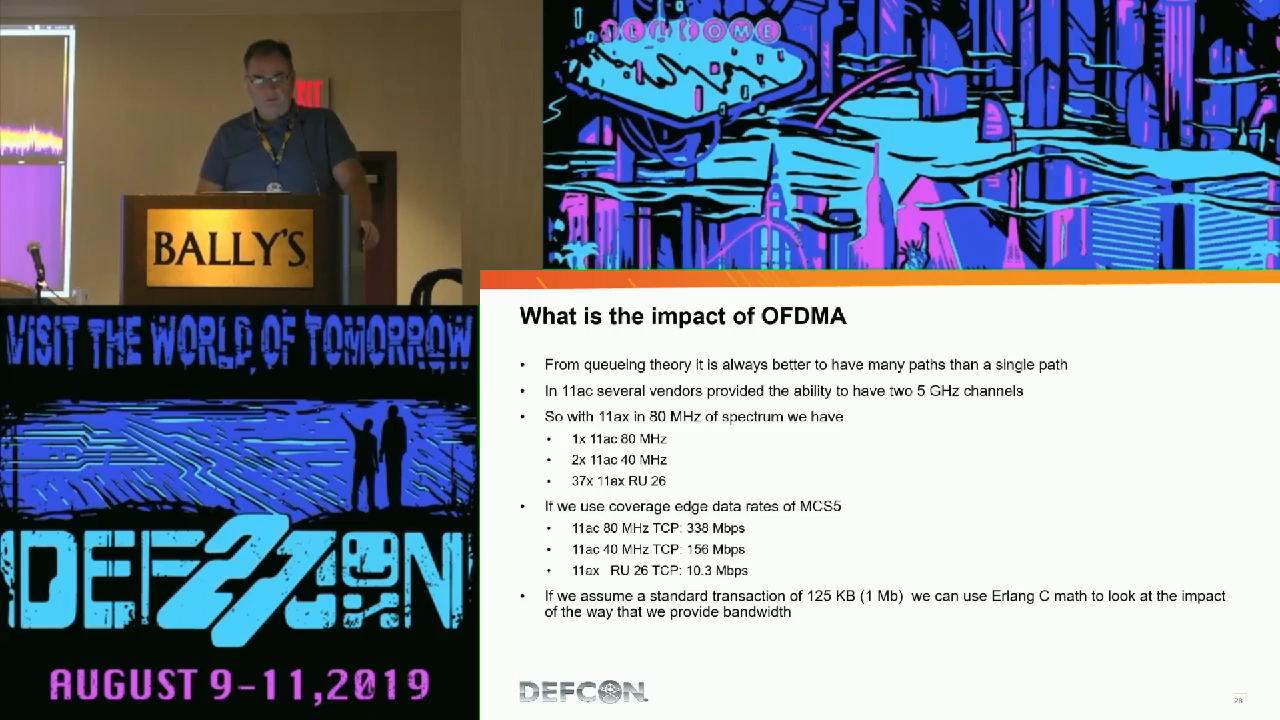 WELCOME
EXIT
BALLY'S
VISIT THE WORLD OF TOMORROW
DEF27CON
AUGUST 9-11,2019
What is the impact of OFDMA
• From queueing theory it is always better to have many paths than a single path
• In 11ac several vendors provided the ability to have two 5 GHz channels
• So with 11ax in 80 MHz of spectrum we have
• 1x 11ac 80 MHz
• 2x 11ac 40 MHz
• 37x 11ax RU 26
• If we use coverage edge data rates of MCS5
• 11ac 80 MHz TCP: 338 Mbps
• 11ac 40 MHz TCP: 156 Mbps
• 11ax RU 26 TCP: 10.3 Mbps
• If we assume a standard transaction of 125 KB (1 Mb) we can use Erlang C math to look at the impact
of the way that we provide bandwidth
DEFCON
28